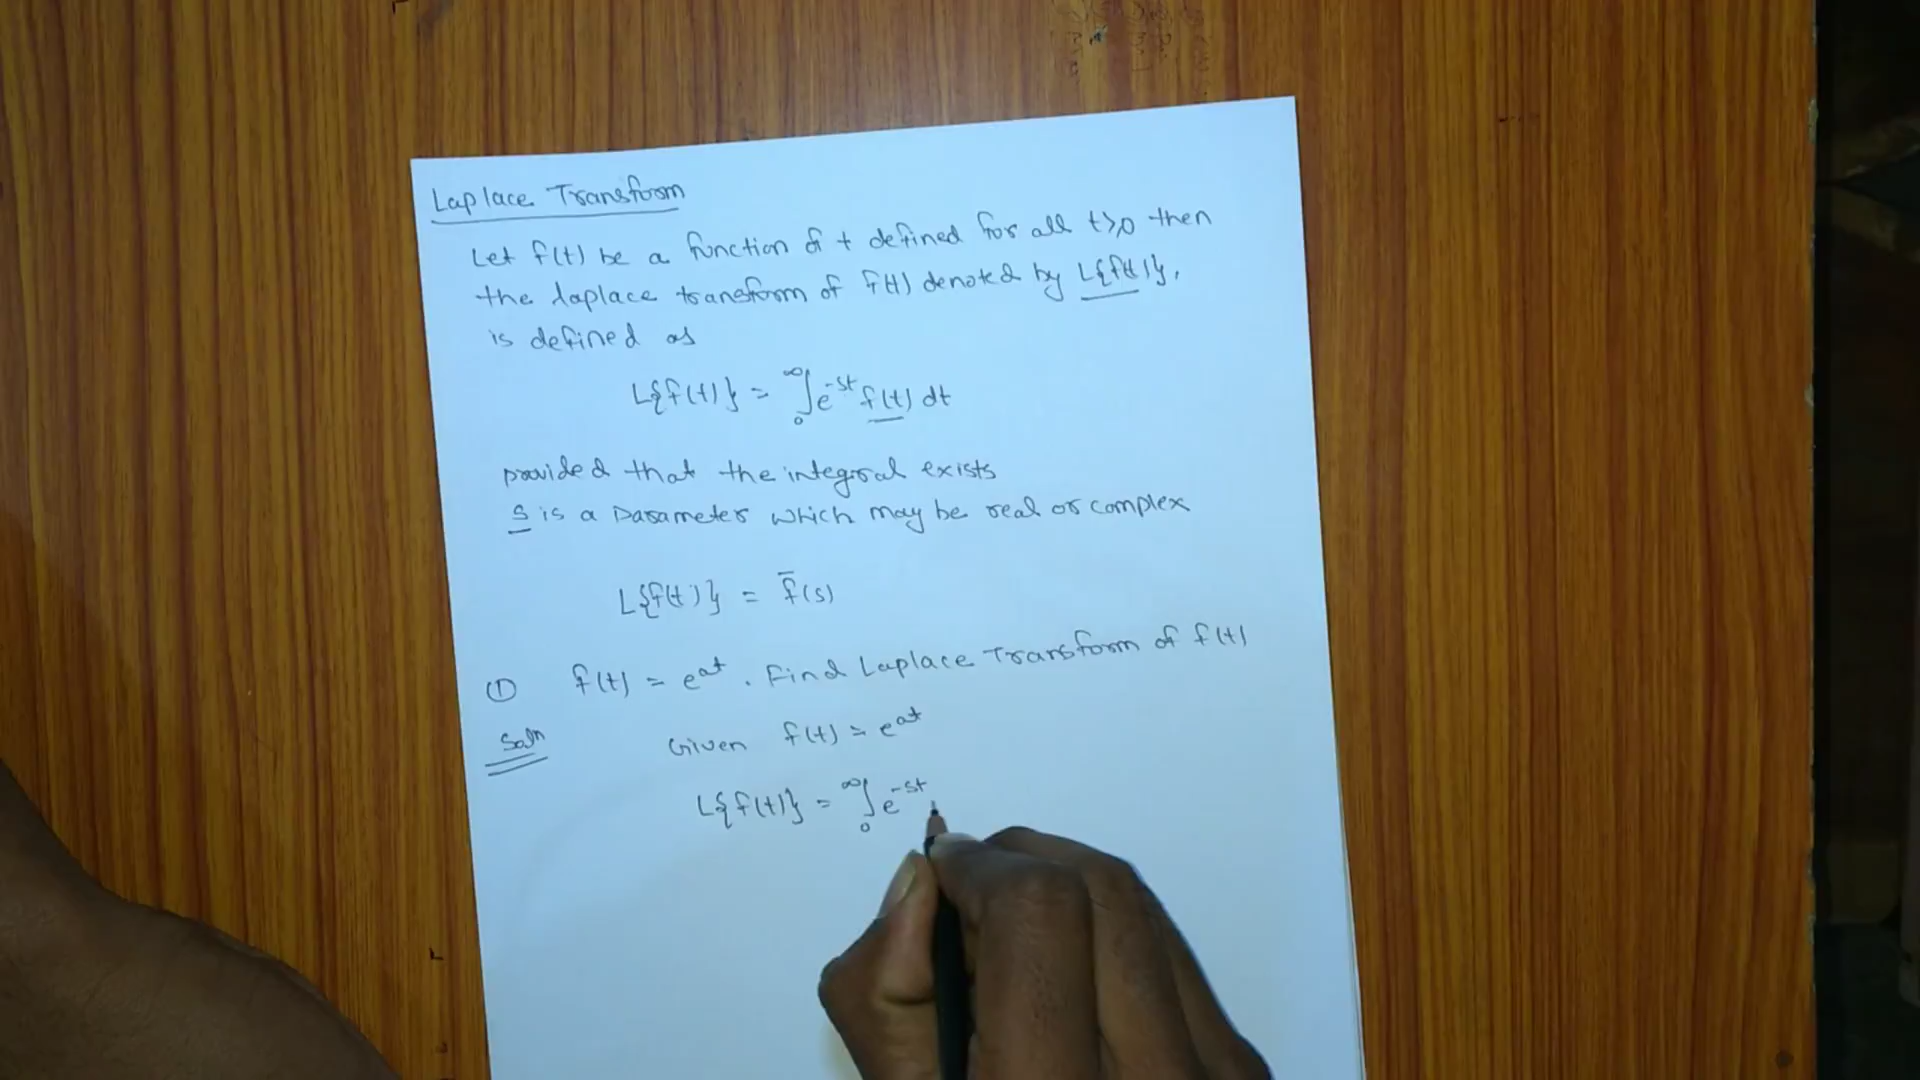 Laplace Transform
Let f(t) be a function of t defined for all t≥0 then
the laplace transform of f(t) denoted by L{f(t)},
is defined as
L{f(t)} = ∫₀^∞ e^-st f(t) dt
provided that the integral exists
s is a parameter which may be real or complex
L{f(t)} = f̄(s)
① f(t) = e^at. Find Laplace Transform of f(t)
Soln Given f(t) = e^at
L{f(t)} = ∫₀^∞ e^-st